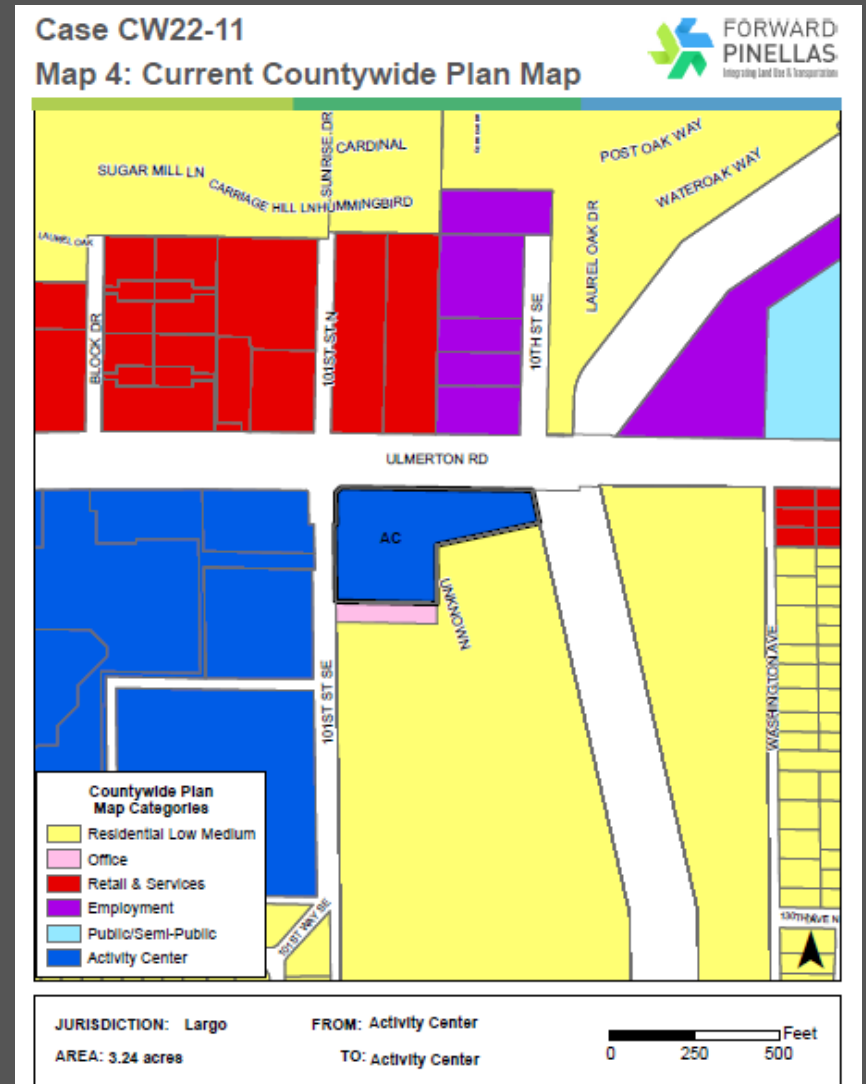 Case CW22-11
Map 4: Current Countywide Plan Map
FORWARD
PINELLAS
Integrating Land Use & Transportation
SUNRISE DR
CARDINAL
POST OAK WAY
SUGAR MILL LN
CARRIAGE HILL LN
HUMMINGBIRD
WATEROAK WAY
LAUREL OAK
LAUREL OAK DR
BLOCK DR
101ST ST N
10TH ST SE
ULMERTON RD
AC
UNKNOWN
101ST ST SE
WASHINGTON AVE
101ST WAY SE
130TH AVE N
Countywide Plan
Map Categories
Residential Low Medium
Office
Retail & Services
Employment
Public/Semi-Public
Activity Center
JURISDICTION: Largo
FROM: Activity Center
AREA: 3.24 acres
TO: Activity Center
Feet
0 250 500